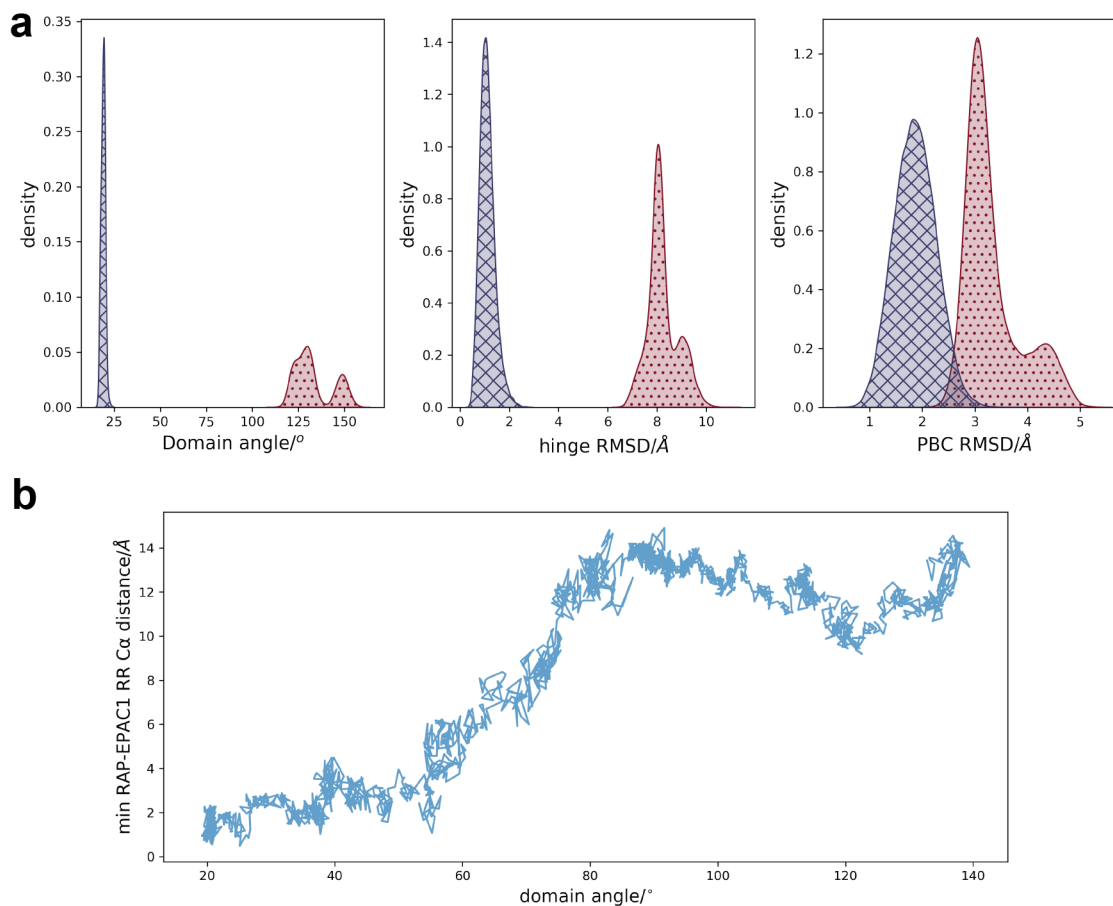 a
0.35
0.30
0.25
0.20
0.15
0.10
0.05
0.00
density
25 50 75 100 125 150
Domain angle/°
1.4
1.2
1.0
0.8
0.6
0.4
0.2
0.0
density
0 2 4 6 8 10
hinge RMSD/Å
1.2
1.0
0.8
0.6
0.4
0.2
0.0
density
1 2 3 4 5
PBC RMSD/Å
b
14
12
10
8
6
4
2
0
min RAP-EPAC1 RR Cα distance/Å
20 40 60 80 100 120 140
domain angle/°